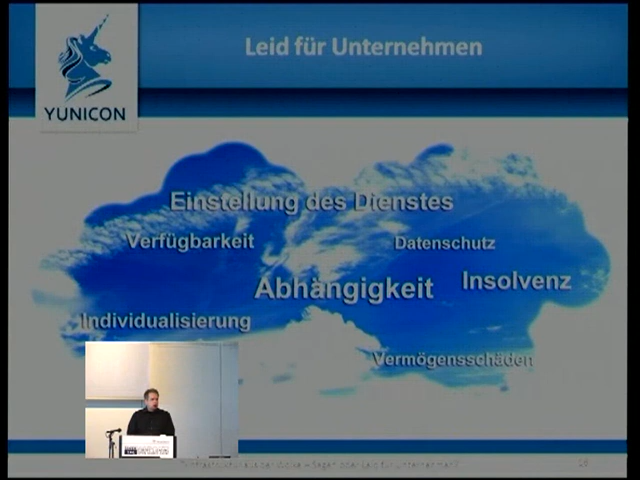 Leid für Unternehmen
YUNICON
Einstellung des Dienstes
Verfügbarkeit
Datenschutz
Abhängigkeit
Insolvenz
Individualisierung
Vermögensschäden